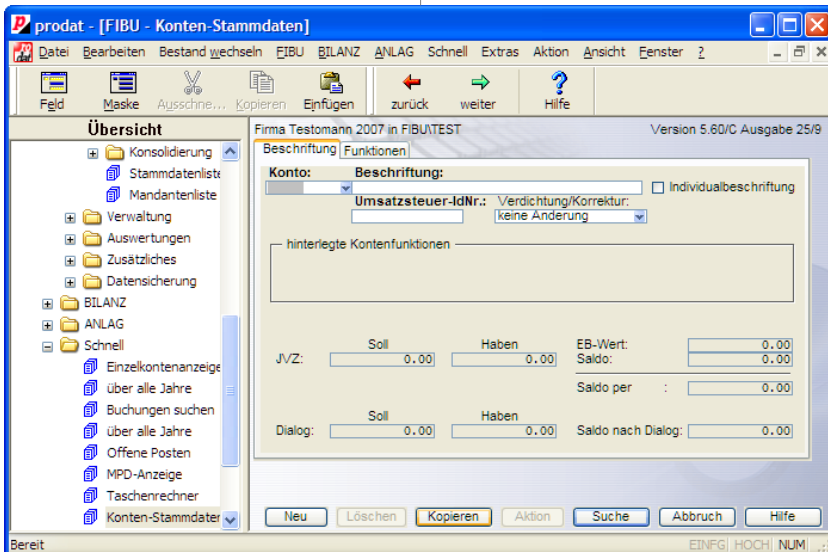 prodat - [FIBU - Konten-Stammdaten]
Datei Bearbeiten Bestand wechseln FIBU BILANZ ANLAG Schnell Extras Aktion Ansicht Fenster ?
Feld Maske Ausschne... Kopieren Einfügen zurück weiter Hilfe
Übersicht
Konsolidierung
Stammdatenliste
Mandantenliste
Verwaltung
Auswertungen
Zusätzliches
Datensicherung
BILANZ
ANLAG
Schnell
Einzelkontenanzeige
über alle Jahre
Buchungen suchen
über alle Jahre
Offene Posten
MPD-Anzeige
Taschenrechner
Konten-Stammdater
Firma Testomann 2007 in FIBU\TEST Version 5.60/C Ausgabe 25/9
Beschriftung Funktionen
Konto: Beschriftung:
Individualbeschriftung
Umsatzsteuer-IdNr.: Verdichtung/Korrektur:
keine Änderung
hinterlegte Kontenfunktionen
Soll Haben EB-Wert: 0.00
JVZ: 0.00 0.00 Saldo: 0.00
Saldo per : 0.00
Soll Haben
Dialog: 0.00 0.00 Saldo nach Dialog: 0.00
Neu Löschen Kopieren Aktion Suche Abbruch Hilfe
Bereit EINFG HOCH NUM